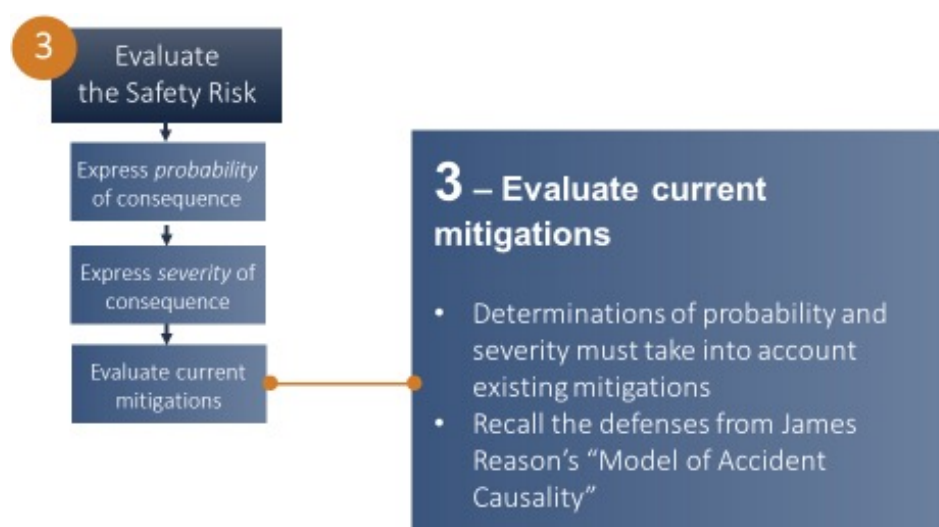 3
Evaluate
the Safety Risk
Express probability
of consequence
Express severity of
consequence
Evaluate current
mitigations
3 – Evaluate current
mitigations
• Determinations of probability and
severity must take into account
existing mitigations
• Recall the defenses from James
Reason's “Model of Accident
Causality”